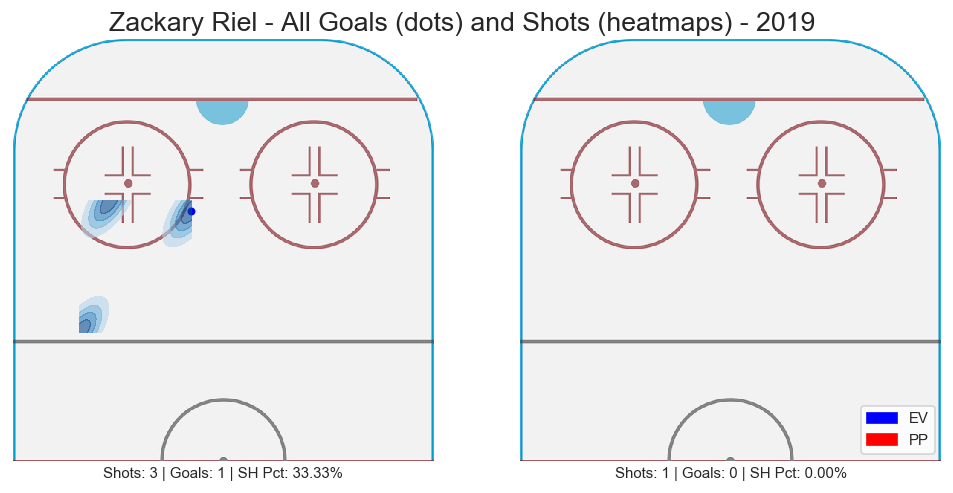 Zackary Riel - All Goals (dots) and Shots (heatmaps) - 2019
EV
PP
Shots: 3 | Goals: 1 | SH Pct: 33.33%
Shots: 1 | Goals: 0 | SH Pct: 0.00%